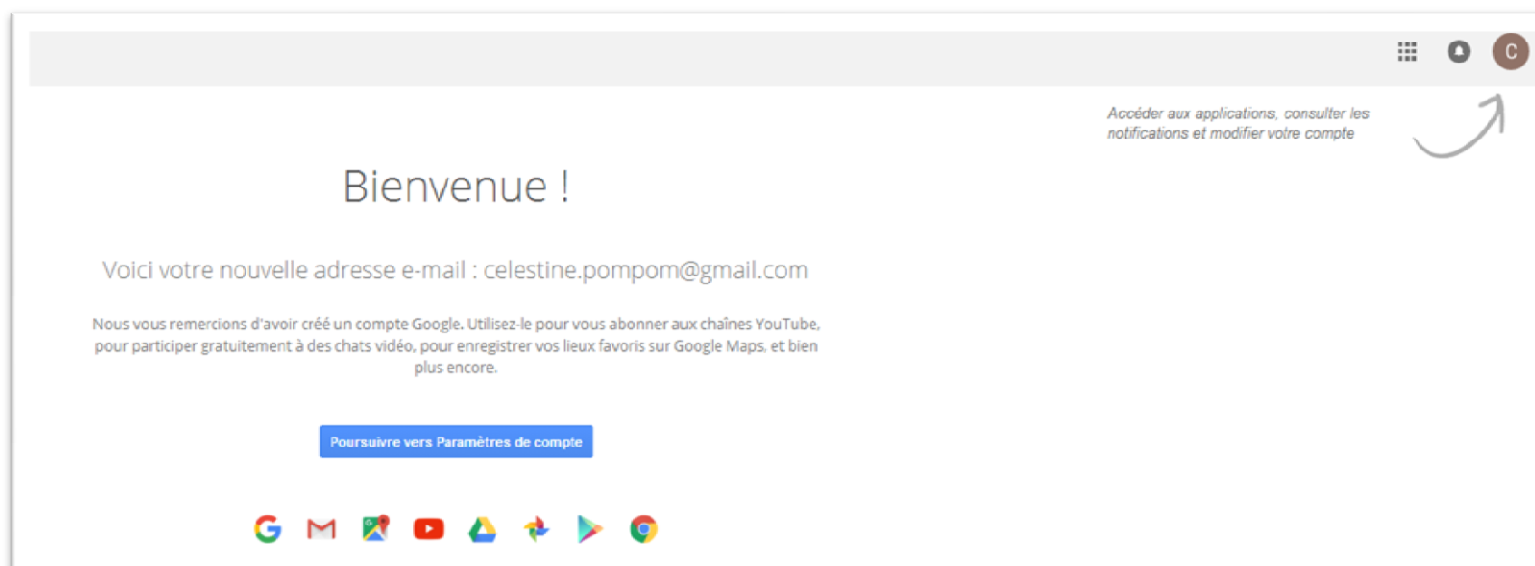 C
Accéder aux applications, consulter les
notifications et modifier votre compte
Bienvenue !
Voici votre nouvelle adresse e-mail : celestine.pompom@gmail.com
Nous vous remercions d'avoir créé un compte Google. Utilisez-le pour vous abonner aux chaînes YouTube,
pour participer gratuitement à des chats vidéo, pour enregistrer vos lieux favoris sur Google Maps, et bien
plus encore.
Poursuivre vers Paramètres de compte